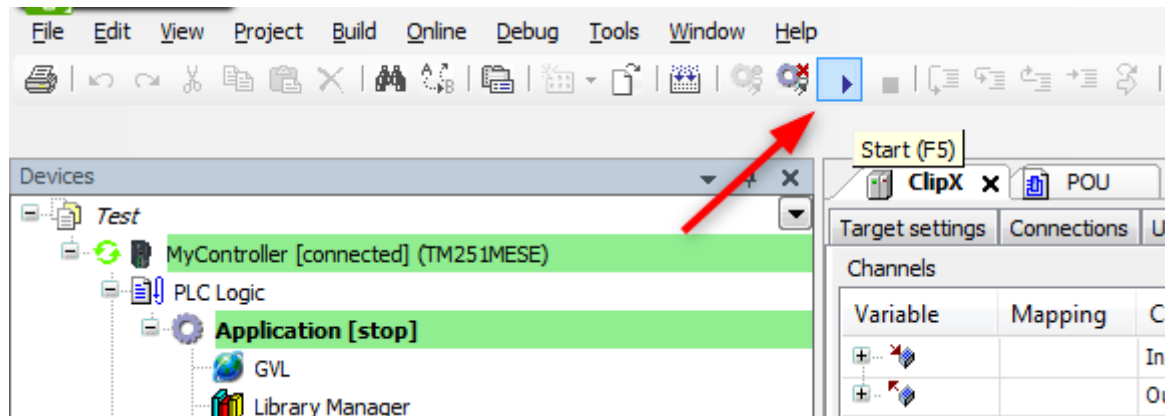 File Edit View Project Build Online Debug Tools Window Help
Start (F5)
Devices
ClipX POU
Test
Target settings Connections
MyController [connected] (TM251MESE)
Channels
PLC Logic
Variable Mapping
Application [stop]
GVL
Library Manager